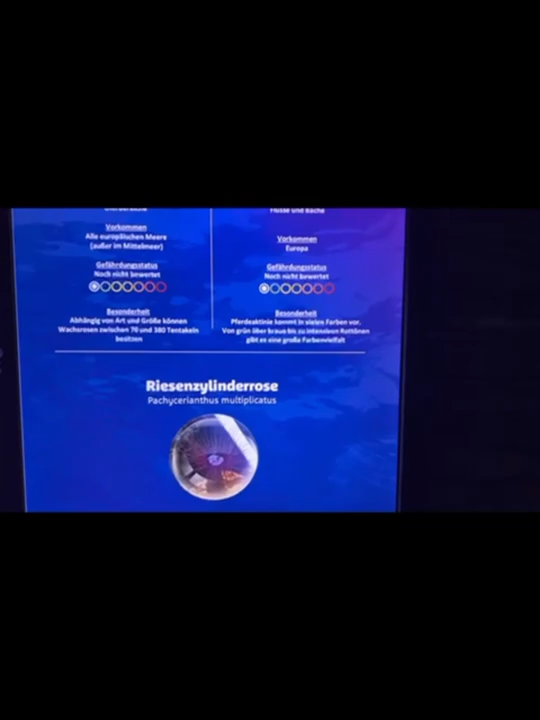 Vorkommen
Alle europäischen Meere
(außer im Mittelmeer)
Gefährdungsstatus
Noch nicht bewertet
Besonderheit
Abhängig von Art und Größe können
Wachsrosen zwischen 70 und 380 Tentakeln
besitzen
Flüsse und Bäche
Vorkommen
Europa
Gefährdungsstatus
Noch nicht bewertet
Besonderheit
Pferdeaktinie kommt in vielen Farben vor.
Von grün über braun bis zu intensiven Rottönen
gibt es eine große Farbenvielfalt
Riesenzylinderrose
Pachycerianthus multiplicatus